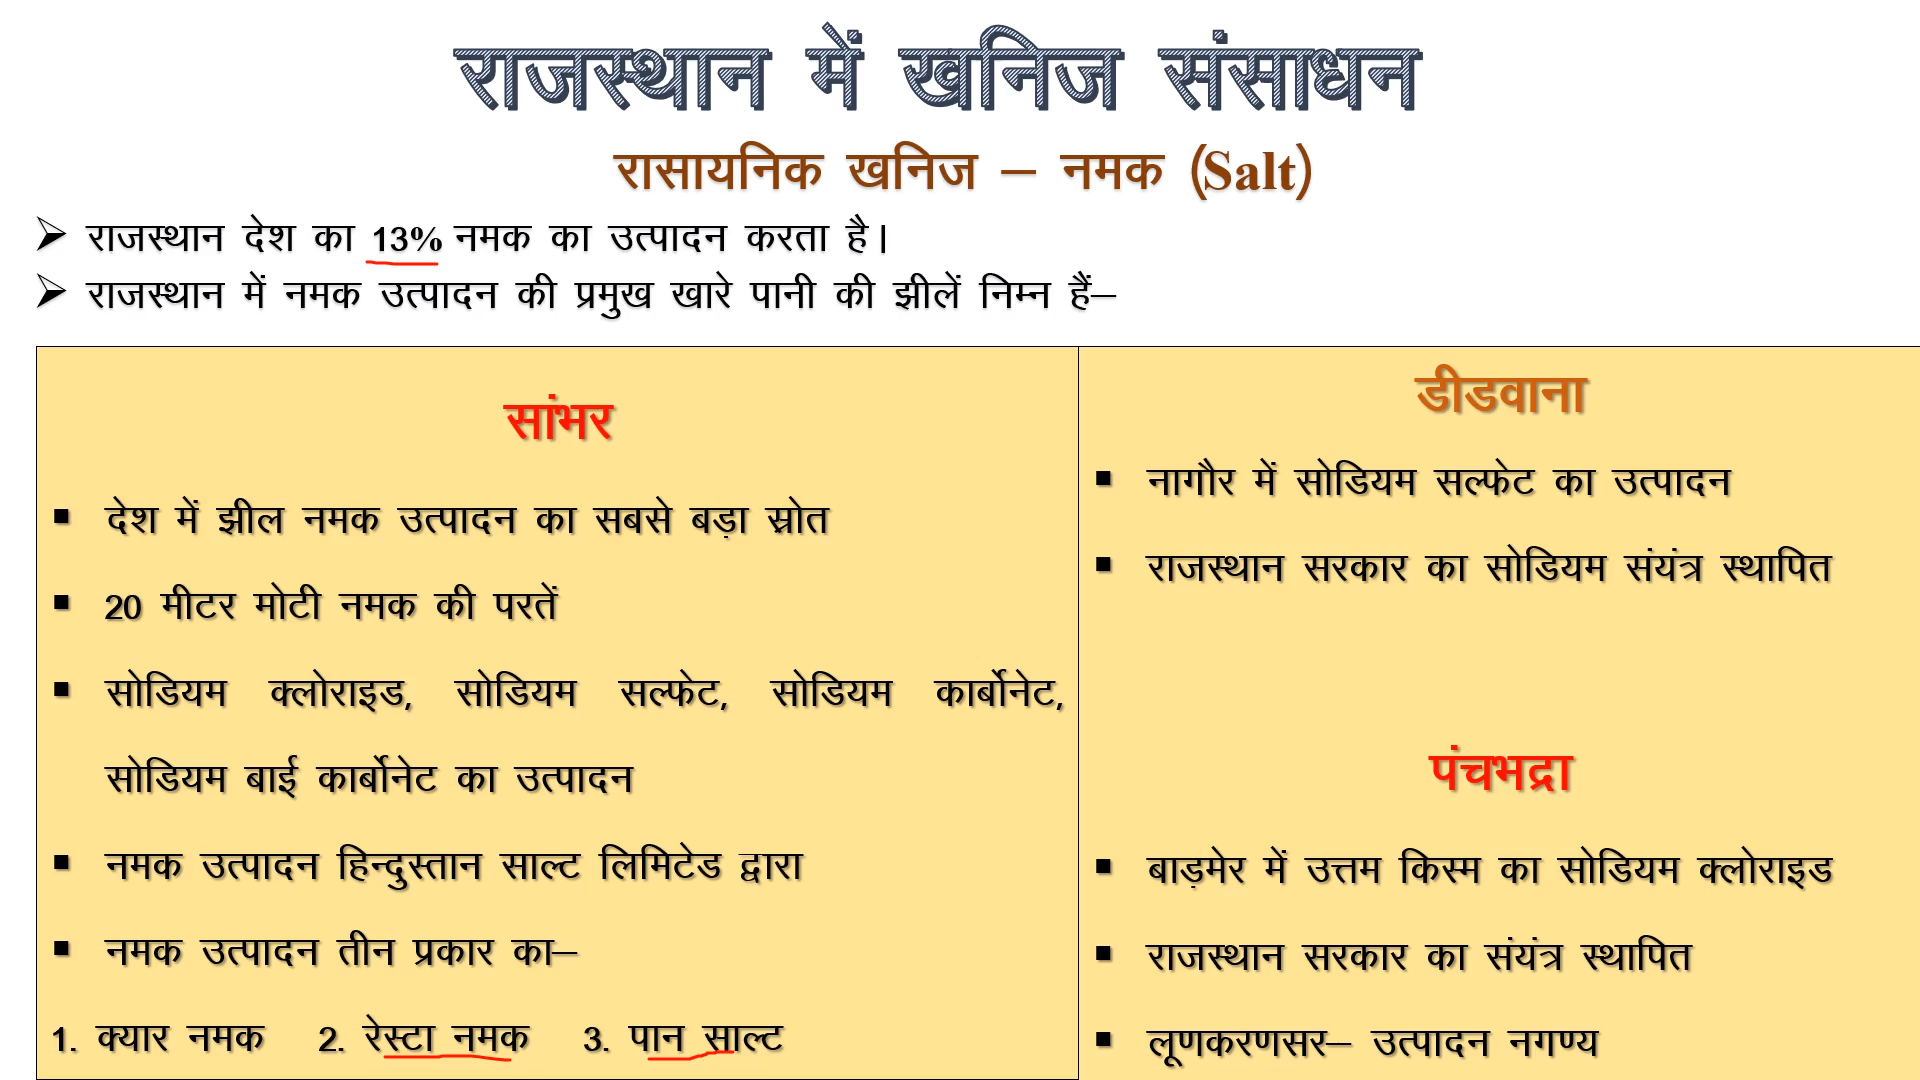 राजस्थान में खनिज संसाधन
रासायनिक खनिज – नमक (Salt)
राजस्थान देश का 13% नमक का उत्पादन करता है।
राजस्थान में नमक उत्पादन की प्रमुख खारे पानी की झीलें निम्न हैं–
सांभर
देश में झील नमक उत्पादन का सबसे बड़ा स्रोत
20 मीटर मोटी नमक की परतें
सोडियम क्लोराइड, सोडियम सल्फेट, सोडियम कार्बोनेट,
सोडियम बाई कार्बोनेट का उत्पादन
नमक उत्पादन हिन्दुस्तान साल्ट लिमिटेड द्वारा
नमक उत्पादन तीन प्रकार का–
1. क्यार नमक 2. रेस्टा नमक 3. पान साल्ट
डीडवाना
नागौर में सोडियम सल्फेट का उत्पादन
राजस्थान सरकार का सोडियम संयंत्र स्थापित
पंचभद्रा
बाड़मेर में उत्तम किस्म का सोडियम क्लोराइड
राजस्थान सरकार का संयंत्र स्थापित
लूणकरणसर– उत्पादन नगण्य